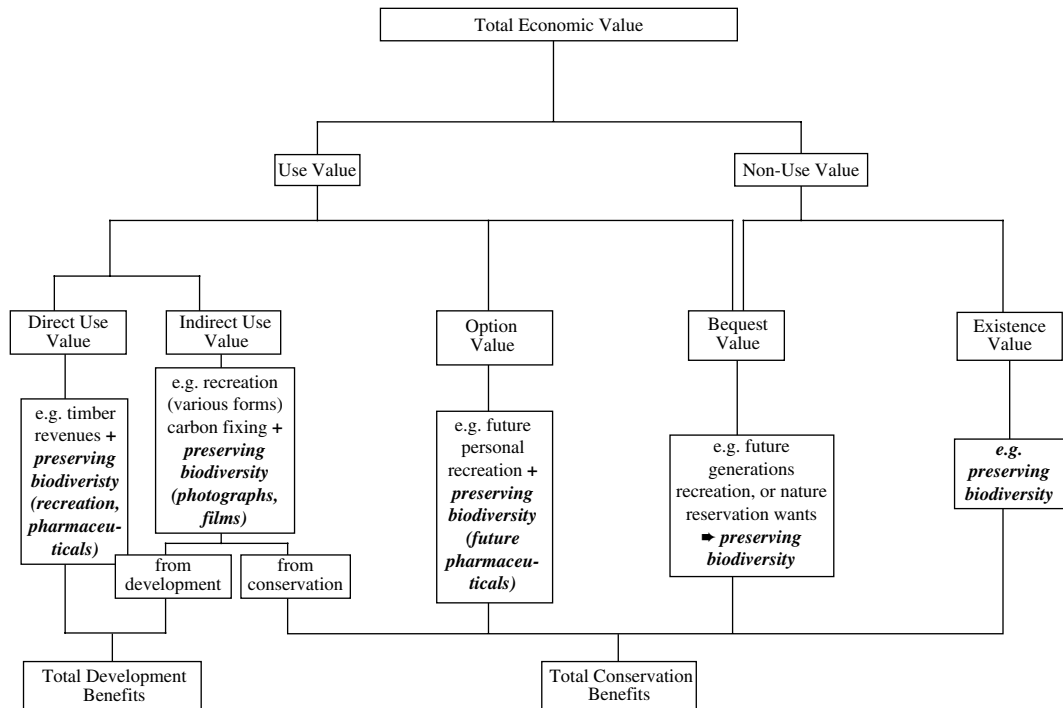 Total Economic Value
Use Value
Non-Use Value
Direct Use
Value
Indirect Use
Value
Option
Value
Bequest
Value
Existence
Value
e.g. timber
revenues +
preserving
biodiveristy
(recreation,
pharmaceu-
ticals)
e.g. recreation
(various forms)
carbon fixing +
preserving
biodiversity
(photographs,
films)
e.g. future
personal
recreation +
preserving
biodiversity
(future
pharmaceu-
ticals)
e.g. future
generations
recreation, or nature
reservation wants
➨ preserving
biodiversity
e.g.
preserving
biodiversity
from
development
from
conservation
Total Development
Benefits
Total Conservation
Benefits